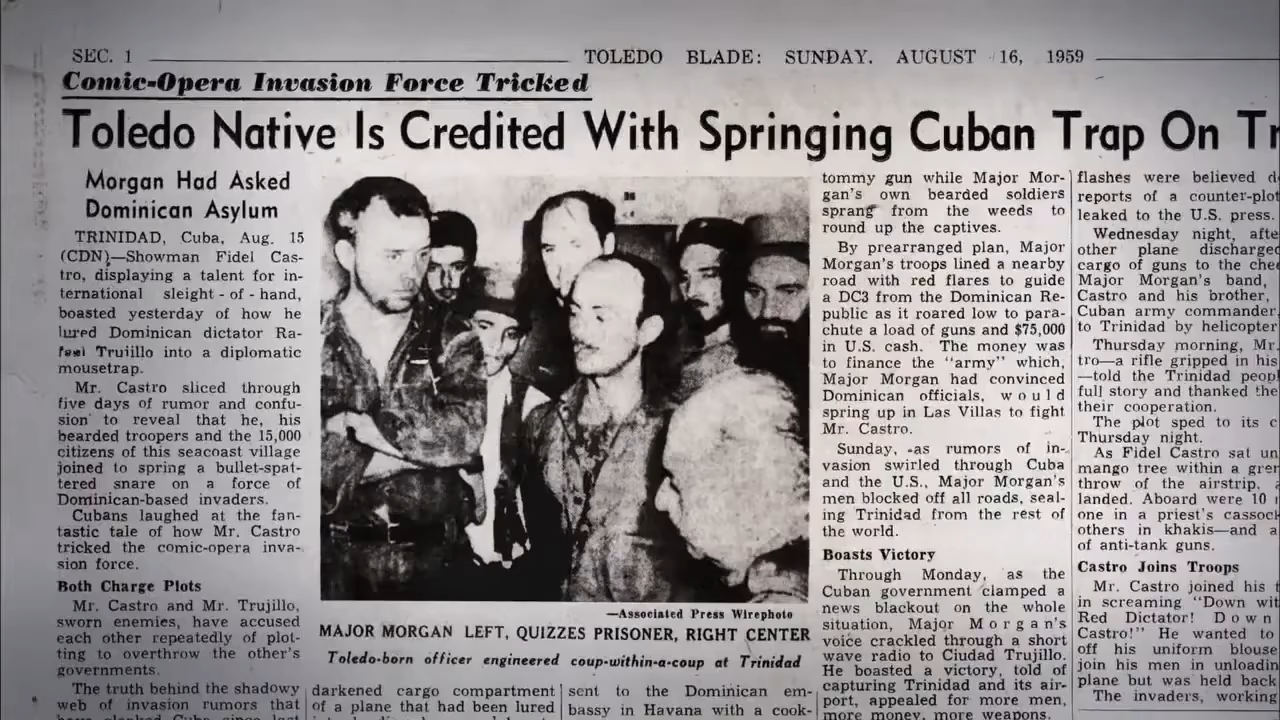 SEC. 1
TOLEDO BLADE: SUNDAY. AUGUST 16, 1959
Comic-Opera Invasion Force Tricked
Toledo Native Is Credited With Springing Cuban Trap On Tr
Morgan Had Asked
Dominican Asylum
TRINIDAD, Cuba, Aug. 15
(CDN)—Showman Fidel Cas-
tro, displaying a talent for in-
ternational sleight-of-hand,
boasted yesterday of how he
lured Dominican dictator Ra-
fael Trujillo into a diplomatic
mousetrap.
Mr. Castro sliced through
five days of rumor and confu-
sion to reveal that he, his
bearded troopers and the 15,000
citizens of this seacoast village
joined to spring a bullet-spat-
tered snare on a force of
Dominican-based invaders.
Cubans laughed at the fan-
tastic tale of how Mr. Castro
tricked the comic-opera inva-
sion force.
Both Charge Plots
Mr. Castro and Mr. Trujillo,
sworn enemies, have accused
each other repeatedly of plot-
ting to overthrow the other's
governments.
The truth behind the shadowy
web of invasion rumors that
—Associated Press Wirephoto
MAJOR MORGAN LEFT, QUIZZES PRISONER, RIGHT CENTER
Toledo-born officer engineered coup-within-a-coup at Trinidad
darkened cargo compartment
of a plane that had been lured
sent to the Dominican em-
bassy in Havana with a cook-
tommy gun while Major Mor-
gan's own bearded soldiers
sprang from the weeds to
round up the captives.
By prearranged plan, Major
Morgan's troops lined a nearby
road with red flares to guide
a DC3 from the Dominican Re-
public as it roared low to para-
chute a load of guns and $75,000
in U.S. cash. The money was
to finance the "army" which,
Major Morgan had convinced
Dominican officials, would
spring up in Las Villas to fight
Mr. Castro.
Sunday, as rumors of in-
vasion swirled through Cuba
and the U.S., Major Morgan's
men blocked off all roads, seal-
ing Trinidad from the rest of
the world.
Boasts Victory
Through Monday, as the
Cuban government clamped a
news blackout on the whole
situation, Major Morgan's
voice crackled through a short
wave radio to Ciudad Trujillo.
He boasted a victory, told of
capturing Trinidad and its air-
port, appealed for more men,
more money, more weapons.
flashes were believed d
reports of a counter-plot
leaked to the U.S. press.
Wednesday night, afte
other plane discharged
cargo of guns to the chee
Major Morgan's band,
Castro and his brother,
Cuban army commander
to Trinidad by helicopter
Thursday morning, Mr.
tro—a rifle gripped in his
—told the Trinidad peopl
full story and thanked the
their cooperation.
The plot sped to its c
Thursday night.
As Fidel Castro sat un
mango tree within a gren
throw of the airstrip, a
landed. Aboard were 10
one in a priest's cassock
others in khakis—and a
of anti-tank guns.
Castro Joins Troops
Mr. Castro joined his t
in screaming "Down wit
Red Dictator! Down
Castro!" He wanted to
off his uniform blouse
join his men in unloadin
plane but was held back
The invaders, working